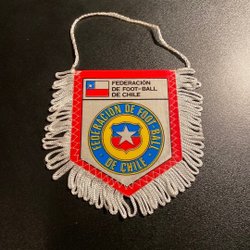 FEDERACIÓN
DE FOOT-BALL
DE CHILE
FEDERACION DE FOOT BALL
DE CHILE